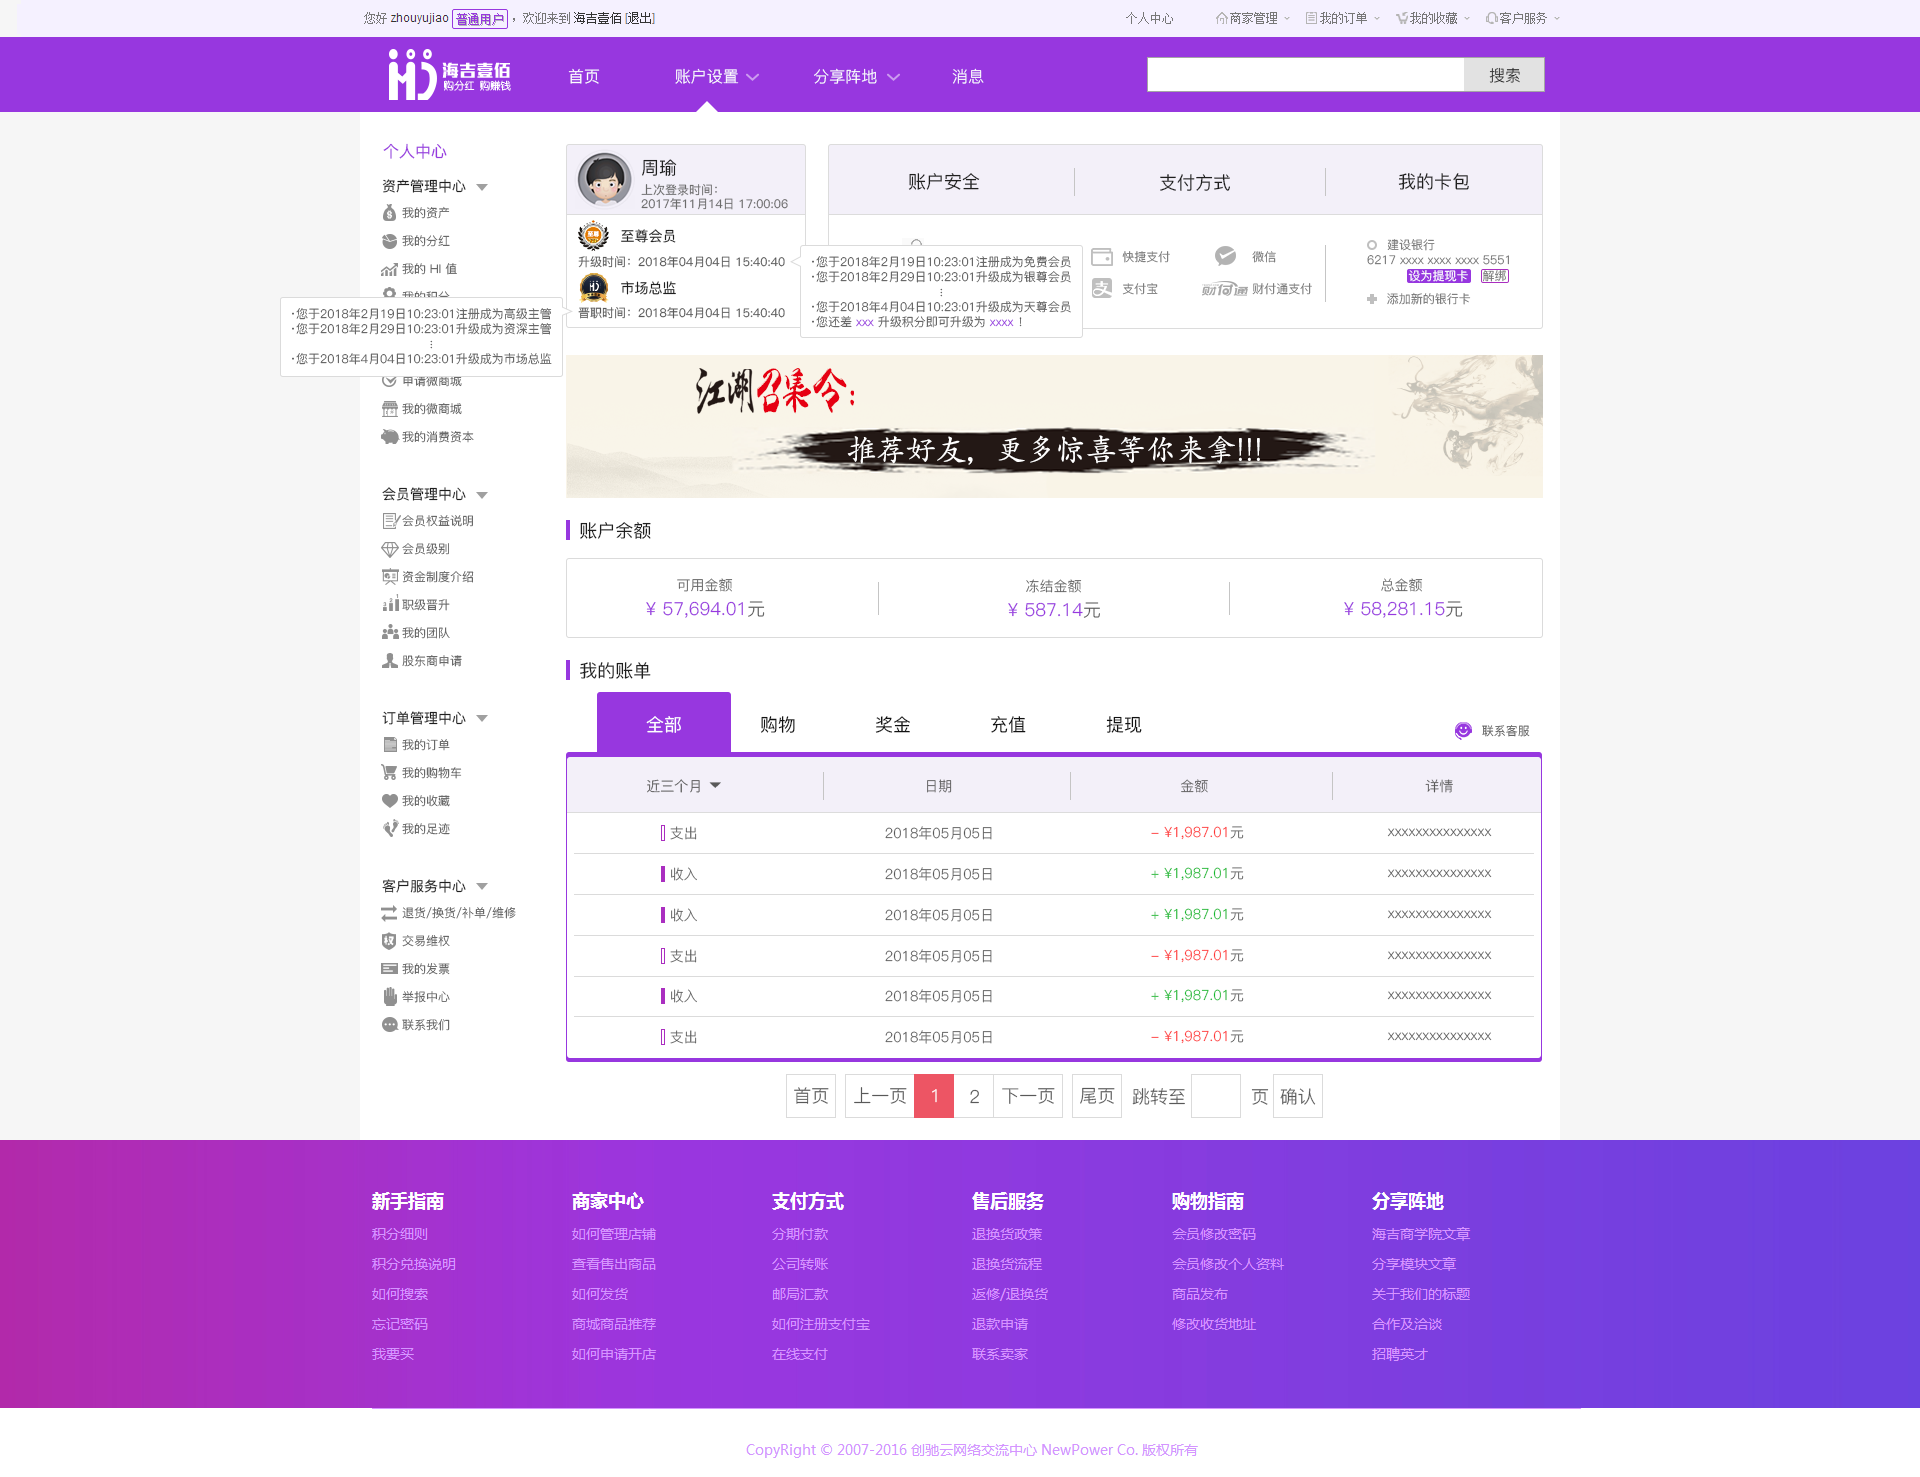 您好 zhouyujiao 普通用户 ，欢迎来到 海吉壹佰 [退出]
个人中心 商家管理 我的订单 我的收藏 客户服务
海吉壹佰
购分红 购赚钱
首页 账户设置 分享阵地 消息
搜索
个人中心
资产管理中心
我的资产
我的分红
我的 HI 值
我的积分
·您于2018年2月19日10:23:01注册成为高级主管
·您于2018年2月29日10:23:01升级成为资深主管
⋮
·您于2018年4月04日10:23:01升级成为市场总监
申请微商城
我的微商城
我的消费资本
会员管理中心
会员权益说明
会员级别
资金制度介绍
职级晋升
我的团队
股东商申请
订单管理中心
我的订单
我的购物车
我的收藏
我的足迹
客户服务中心
退货/换货/补单/维修
交易维权
我的发票
举报中心
联系我们
周瑜
上次登录时间：
2017年11月14日 17:00:06
至尊会员
升级时间：2018年04月04日 15:40:40
市场总监
晋职时间：2018年04月04日 15:40:40
账户安全 支付方式 我的卡包
·您于2018年2月19日10:23:01注册成为免费会员
·您于2018年2月29日10:23:01升级成为银尊会员
⋮
·您于2018年4月04日10:23:01升级成为天尊会员
·您还差 xxx 升级积分即可升级为 xxxx ！
快捷支付 微信
支付宝 财付通 财付通支付
建设银行
6217 xxxx xxxx xxxx 5551
设为提现卡 解绑
添加新的银行卡
江湖召集令：
推荐好友，更多惊喜等你来拿!!!
账户余额
可用金额 冻结金额 总金额
¥ 57,694.01元 ¥ 587.14元 ¥ 58,281.15元
我的账单
全部 购物 奖金 充值 提现 联系客服
近三个月 日期 金额 详情
支出 2018年05月05日 − ¥1,987.01元 xxxxxxxxxxxxxxx
收入 2018年05月05日 + ¥1,987.01元 xxxxxxxxxxxxxxx
收入 2018年05月05日 + ¥1,987.01元 xxxxxxxxxxxxxxx
支出 2018年05月05日 − ¥1,987.01元 xxxxxxxxxxxxxxx
收入 2018年05月05日 + ¥1,987.01元 xxxxxxxxxxxxxxx
支出 2018年05月05日 − ¥1,987.01元 xxxxxxxxxxxxxxx
首页 上一页 1 2 下一页 尾页 跳转至 页 确认
新手指南 商家中心 支付方式 售后服务 购物指南 分享阵地
积分细则 如何管理店铺 分期付款 退换货政策 会员修改密码 海吉商学院文章
积分兑换说明 查看售出商品 公司转账 退换货流程 会员修改个人资料 分享模块文章
如何搜索 如何发货 邮局汇款 返修/退换货 商品发布 关于我们的标题
忘记密码 商城商品推荐 如何注册支付宝 退款申请 修改收货地址 合作及洽谈
我要买 如何申请开店 在线支付 联系卖家 招聘英才
CopyRight © 2007-2016 创驰云网络交流中心 NewPower Co. 版权所有